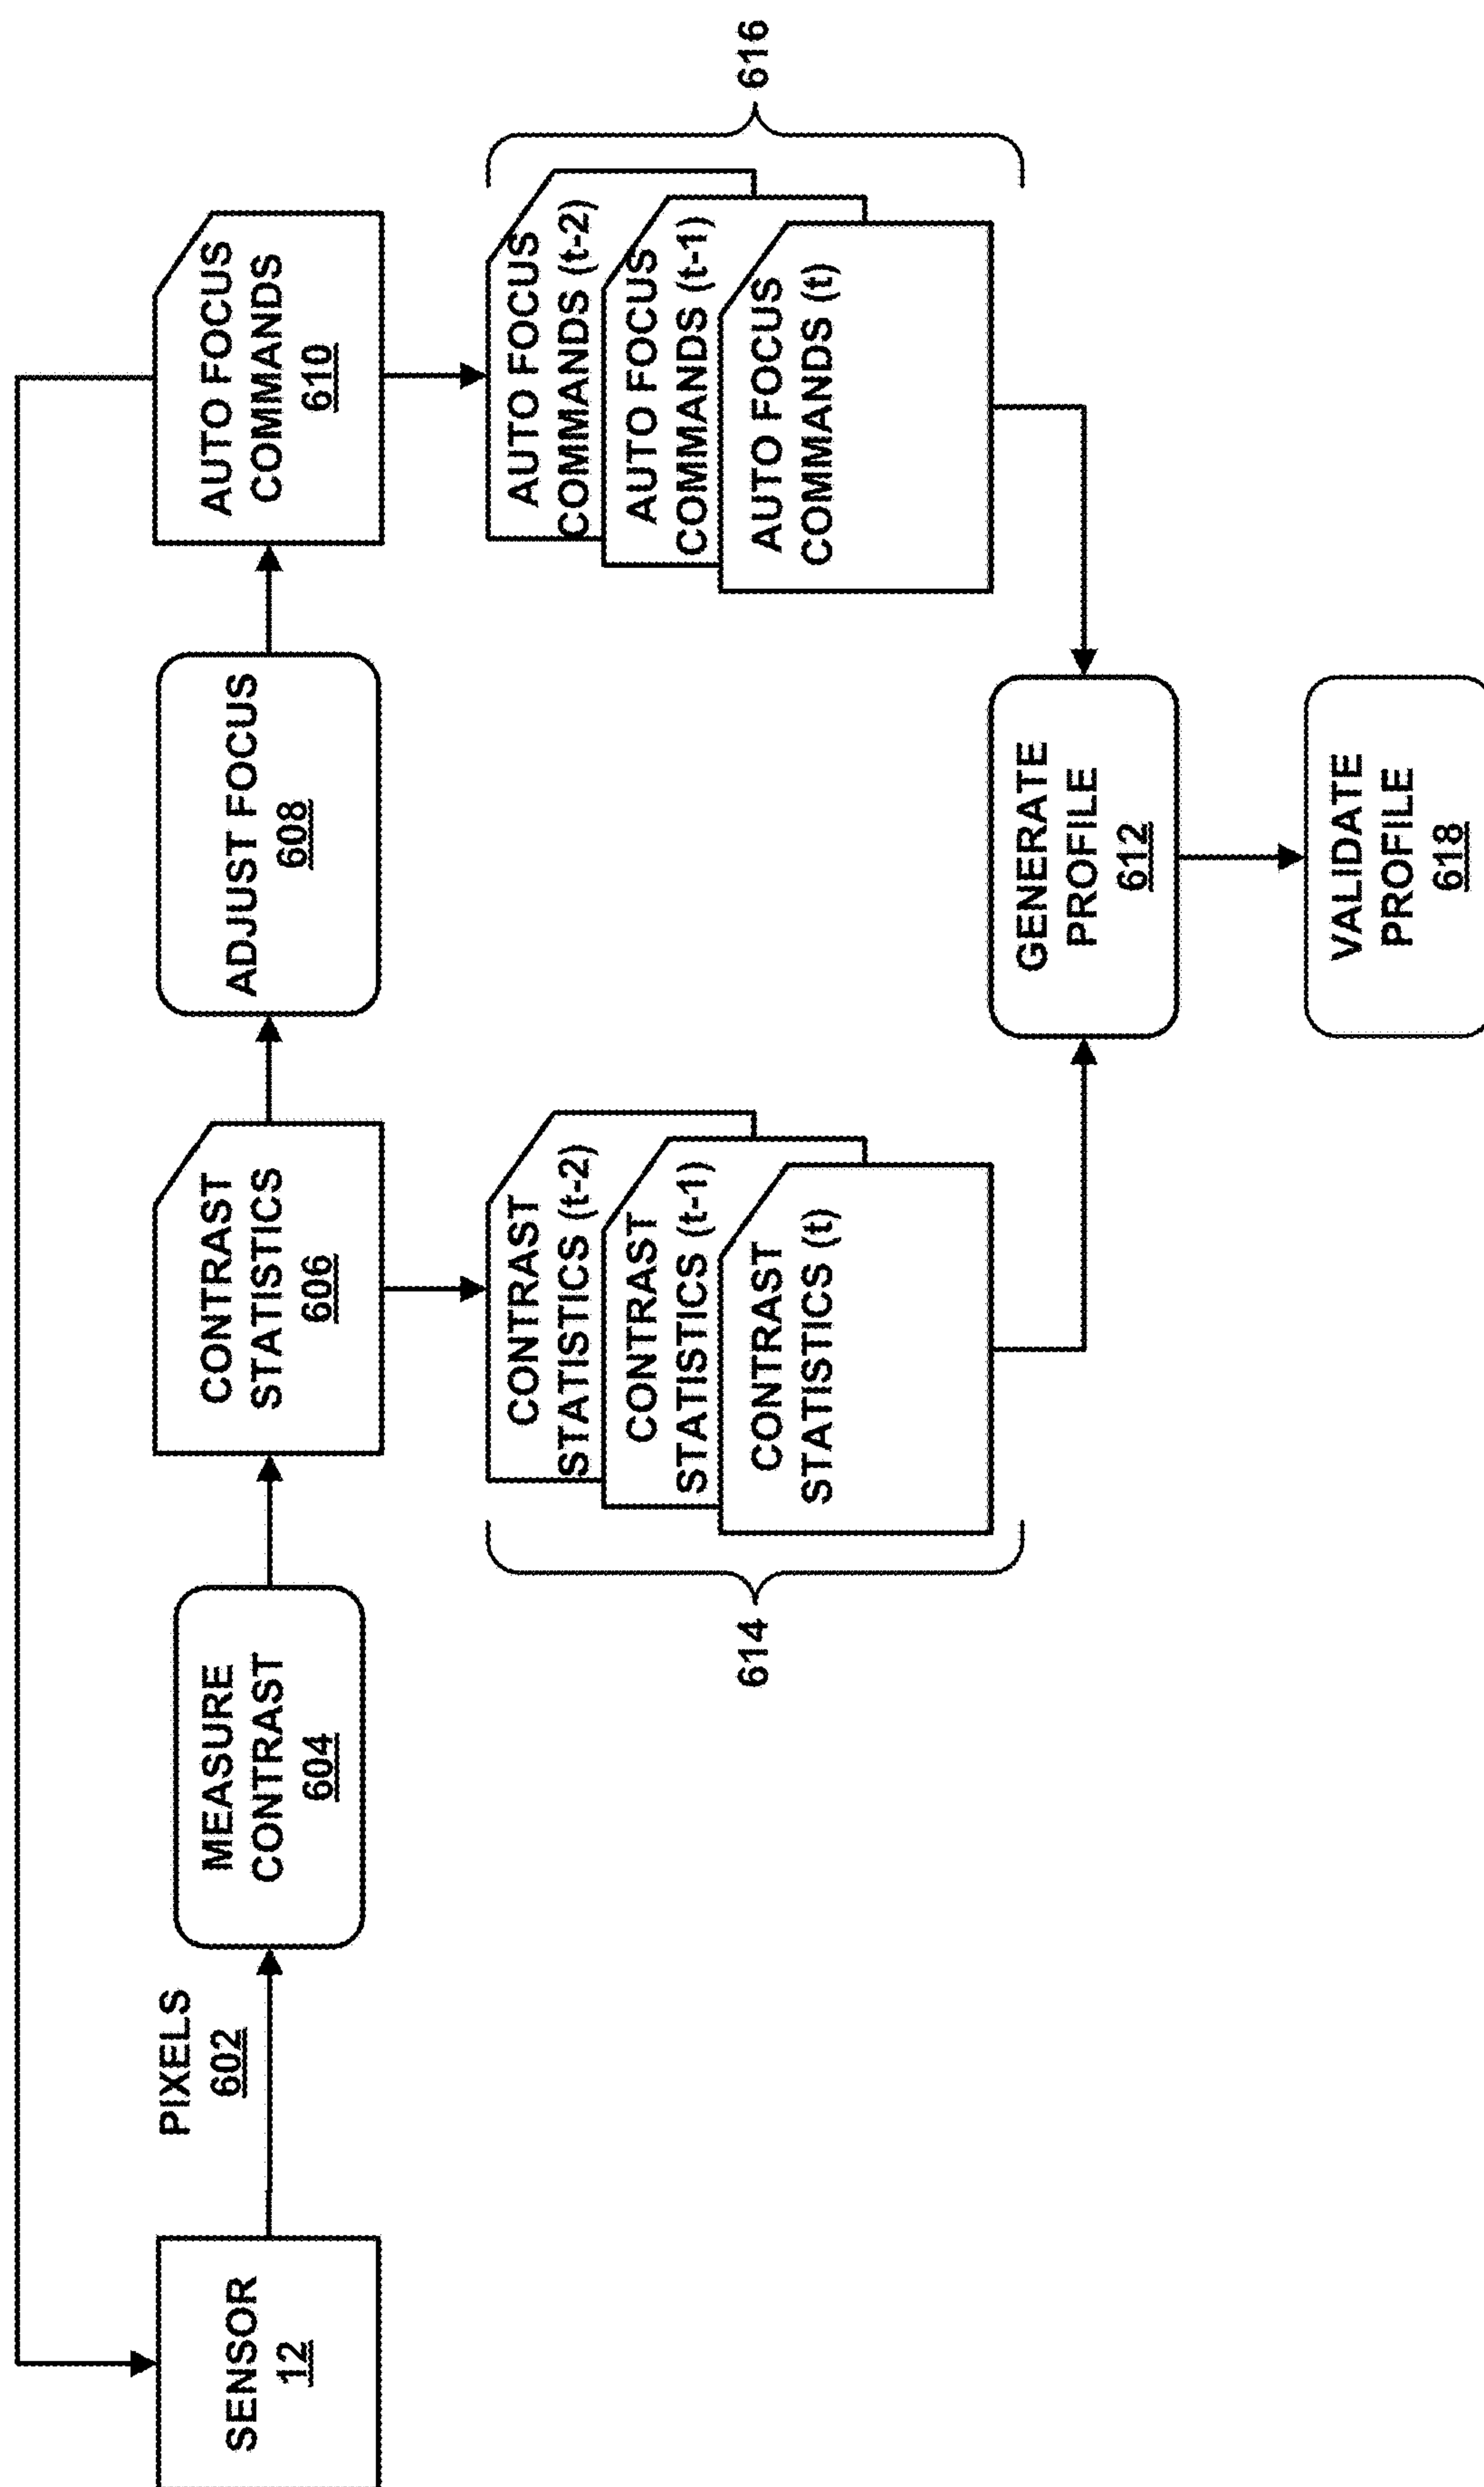 SENSOR
12
PIXELS
602
MEASURE
CONTRAST
604
CONTRAST
STATISTICS
606
ADJUST FOCUS
608
AUTO FOCUS
COMMANDS
610
614
CONTRAST
STATISTICS (t-2)
CONTRAST
STATISTICS (t-1)
CONTRAST
STATISTICS (t)
AUTO FOCUS
COMMANDS (t-2)
AUTO FOCUS
COMMANDS (t-1)
AUTO FOCUS
COMMANDS (t)
616
GENERATE
PROFILE
612
VALIDATE
PROFILE
618